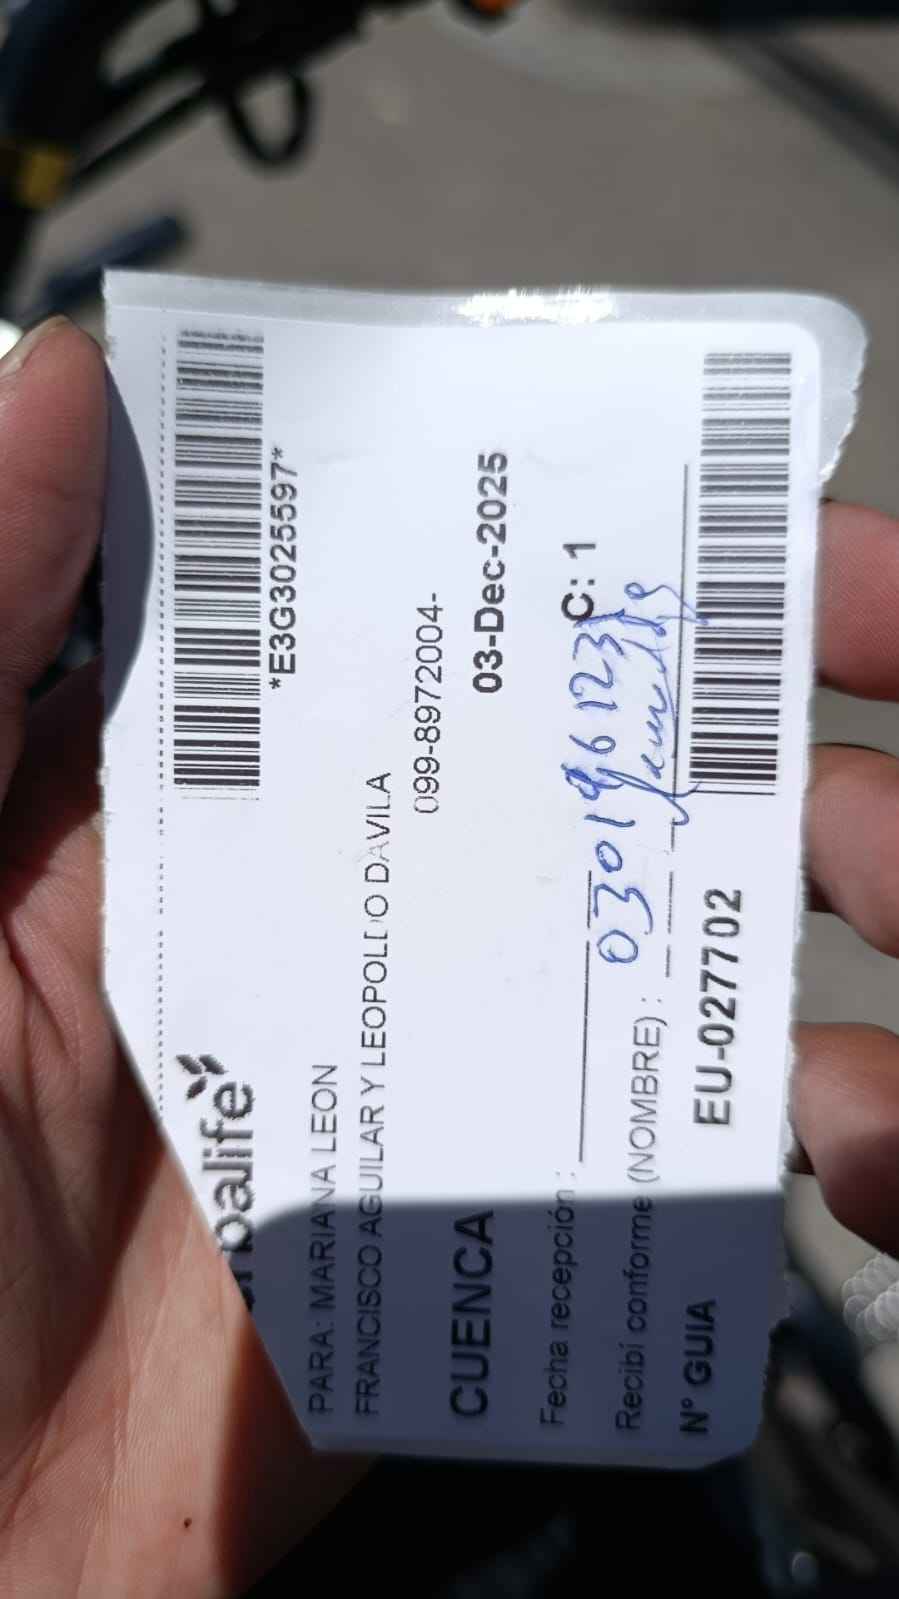 *E3G3025597*
PARA: MARIANA LEON
FRANCISCO AGUILAR Y LEOPOLDO DAVILA
099-8972004-
CUENCA 03-Dec-2025
Fecha recepción : C: 1
Recibí conforme (NOMBRE) :
N° GUIA EU-027702